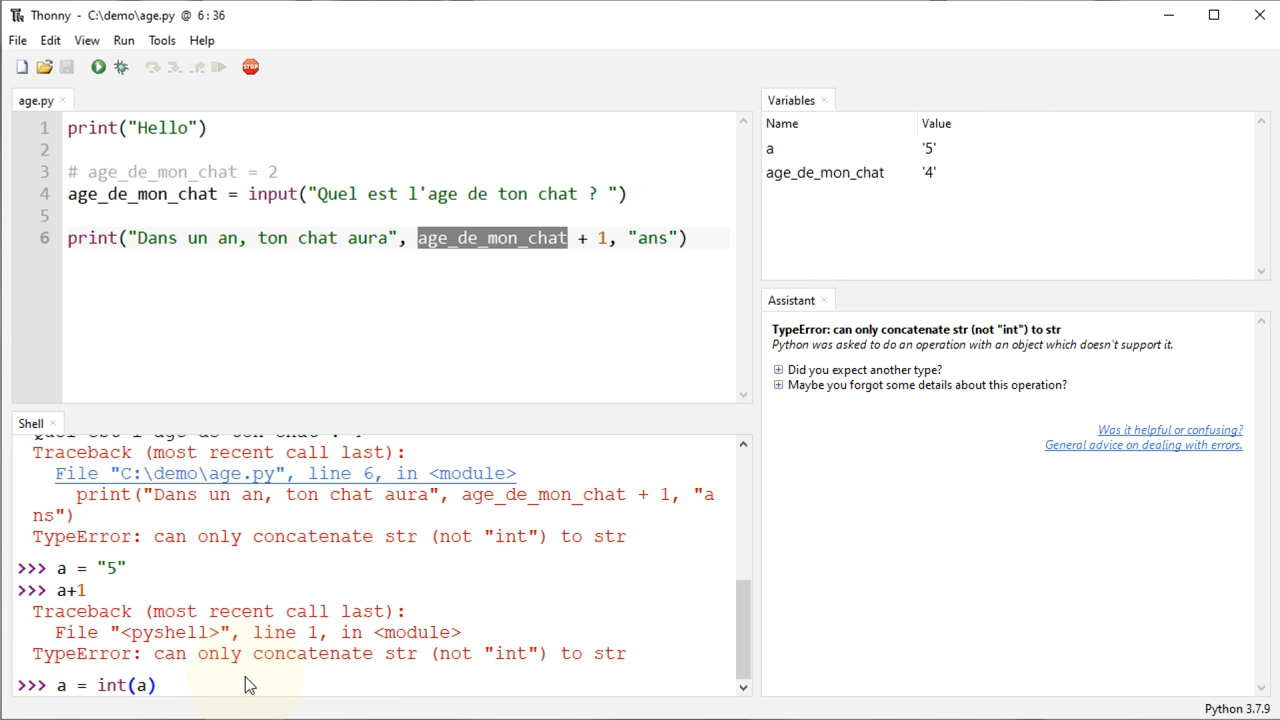 Thonny - C:\demo\age.py @ 6:36
File Edit View Run Tools Help
STOP
age.py ×
1 print("Hello")
2
3 # age_de_mon_chat = 2
4 age_de_mon_chat = input("Quel est l'age de ton chat ? ")
5
6 print("Dans un an, ton chat aura", age_de_mon_chat + 1, "ans")
Variables ×
Name Value
a '5'
age_de_mon_chat '4'
Assistant ×
TypeError: can only concatenate str (not "int") to str
Python was asked to do an operation with an object which doesn't support it.
Did you expect another type?
Maybe you forgot some details about this operation?
Was it helpful or confusing?
General advice on dealing with errors.
Shell ×
Quel est l'age de ton chat ?
Traceback (most recent call last):
File "C:\demo\age.py", line 6, in <module>
print("Dans un an, ton chat aura", age_de_mon_chat + 1, "a
ns")
TypeError: can only concatenate str (not "int") to str
>>> a = "5"
>>> a+1
Traceback (most recent call last):
File "<pyshell>", line 1, in <module>
TypeError: can only concatenate str (not "int") to str
>>> a = int(a)
Python 3.7.9